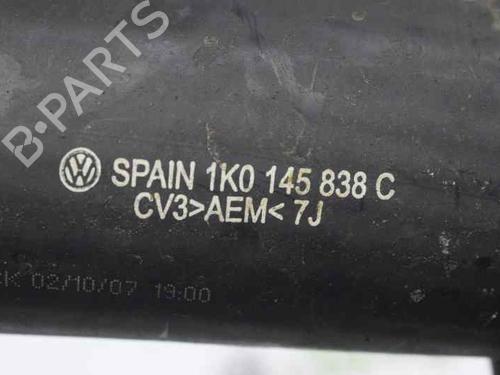 B-PARTS
SPAIN 1K0 145 838 C
CV3>AEM< 7J
02/10/07 19:00